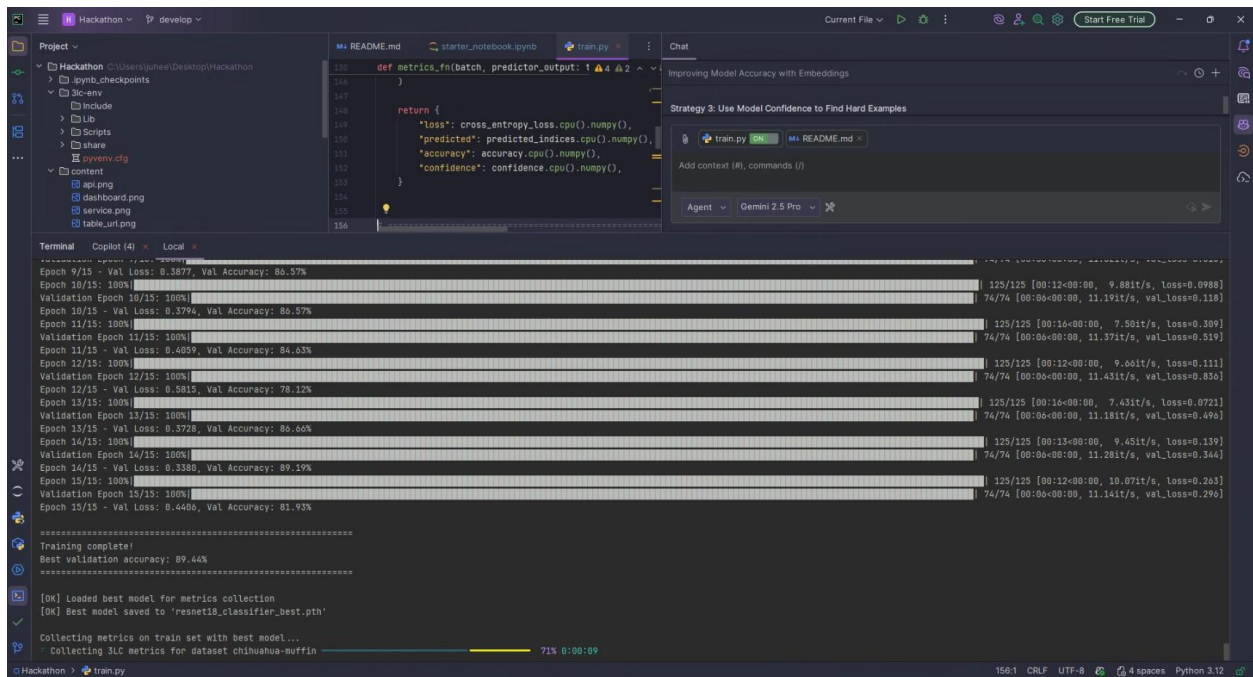 PC
H Hackathon
develop
Current File
Start Free Trial
Project
Hackathon C:\Users\junee\Desktop\Hackathon
.ipynb_checkpoints
3lc-env
Include
Lib
Scripts
share
pyvenv.cfg
content
api.png
dashboard.png
service.png
table_url.png
M↓ README.md
starter_notebook.ipynb
train.py
130 def metrics_fn(batch, predictor_output: 4 2
146 )
147
148 return {
149 "loss": cross_entropy_loss.cpu().numpy(),
150 "predicted": predicted_indices.cpu().numpy(),
151 "accuracy": accuracy.cpu().numpy(),
152 "confidence": confidence.cpu().numpy(),
153 }
154
155
156 # ----------------------------------------
Chat
Improving Model Accuracy with Embeddings
Strategy 3: Use Model Confidence to Find Hard Examples
train.py ON M↓ README.md
Add context (#), commands (/)
Agent Gemini 2.5 Pro
Terminal Copilot (4) Local
Epoch 9/15 - Val Loss: 0.3877, Val Accuracy: 86.57%
Epoch 10/15: 100%| | 125/125 [00:12<00:00, 9.88it/s, loss=0.0988]
Validation Epoch 10/15: 100%| | 74/74 [00:06<00:00, 11.19it/s, val_loss=0.118]
Epoch 10/15 - Val Loss: 0.3794, Val Accuracy: 86.57%
Epoch 11/15: 100%| | 125/125 [00:16<00:00, 7.50it/s, loss=0.309]
Validation Epoch 11/15: 100%| | 74/74 [00:06<00:00, 11.37it/s, val_loss=0.519]
Epoch 11/15 - Val Loss: 0.4059, Val Accuracy: 84.63%
Epoch 12/15: 100%| | 125/125 [00:12<00:00, 9.66it/s, loss=0.111]
Validation Epoch 12/15: 100%| | 74/74 [00:06<00:00, 11.43it/s, val_loss=0.836]
Epoch 12/15 - Val Loss: 0.5815, Val Accuracy: 78.12%
Epoch 13/15: 100%| | 125/125 [00:16<00:00, 7.43it/s, loss=0.0721]
Validation Epoch 13/15: 100%| | 74/74 [00:06<00:00, 11.18it/s, val_loss=0.496]
Epoch 13/15 - Val Loss: 0.3728, Val Accuracy: 86.66%
Epoch 14/15: 100%| | 125/125 [00:13<00:00, 9.45it/s, loss=0.139]
Validation Epoch 14/15: 100%| | 74/74 [00:06<00:00, 11.28it/s, val_loss=0.344]
Epoch 14/15 - Val Loss: 0.3380, Val Accuracy: 89.19%
Epoch 15/15: 100%| | 125/125 [00:12<00:00, 10.07it/s, loss=0.263]
Validation Epoch 15/15: 100%| | 74/74 [00:06<00:00, 11.14it/s, val_loss=0.296]
Epoch 15/15 - Val Loss: 0.4406, Val Accuracy: 81.93%
============================================================
Training complete!
Best validation accuracy: 89.44%
============================================================
[OK] Loaded best model for metrics collection
[OK] Best model saved to 'resnet18_classifier_best.pth'
Collecting metrics on train set with best model...
Collecting 3LC metrics for dataset chihuahua-muffin 71% 0:00:09
Hackathon > train.py
156:1 CRLF UTF-8 4 spaces Python 3.12